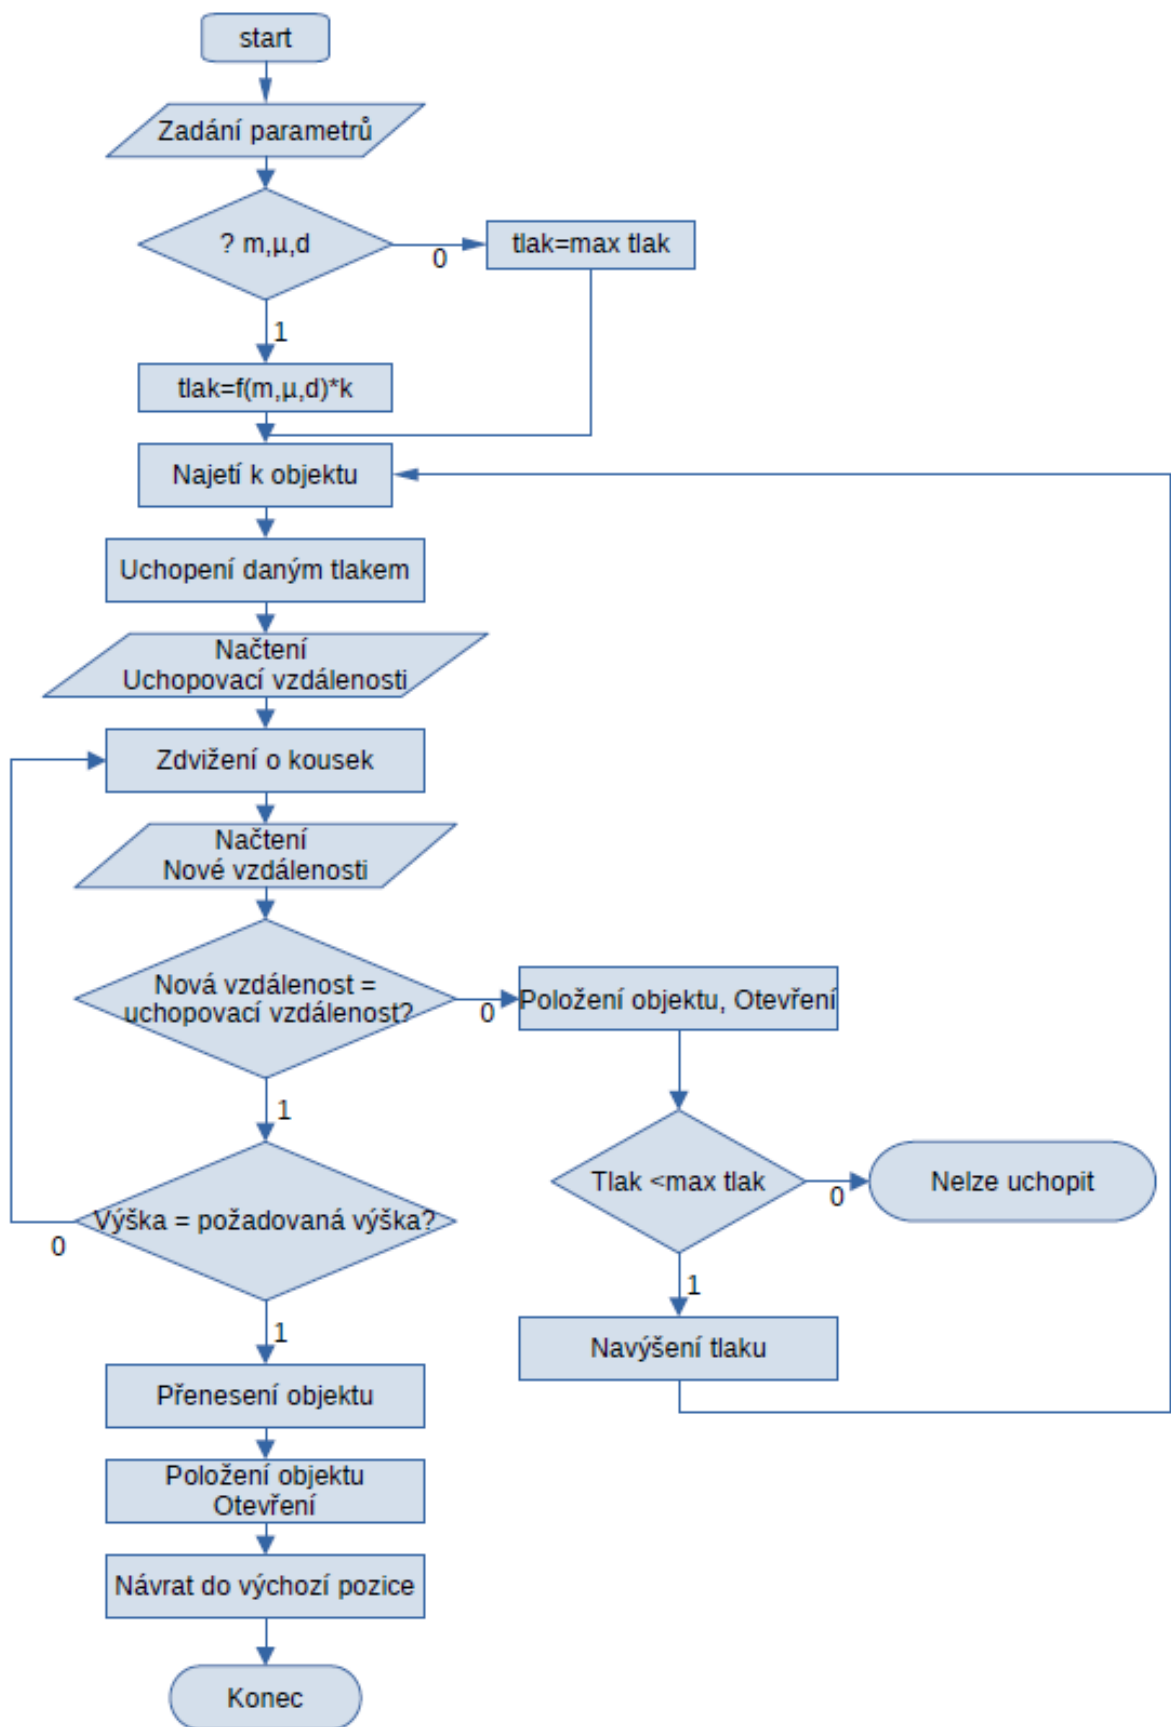 start
Zadání parametrů
? m,µ,d
0
tlak=max tlak
1
tlak=f(m,µ,d)*k
Najetí k objektu
Uchopení daným tlakem
Načtení
Uchopovací vzdálenosti
Zdvižení o kousek
Načtení
Nové vzdálenosti
Nová vzdálenost =
uchopovací vzdálenost?
0
Položení objektu, Otevření
1
Tlak <max tlak
0
Nelze uchopit
Výška = požadovaná výška?
0
1
Navýšení tlaku
1
Přenesení objektu
Položení objektu
Otevření
Návrat do výchozí pozice
Konec